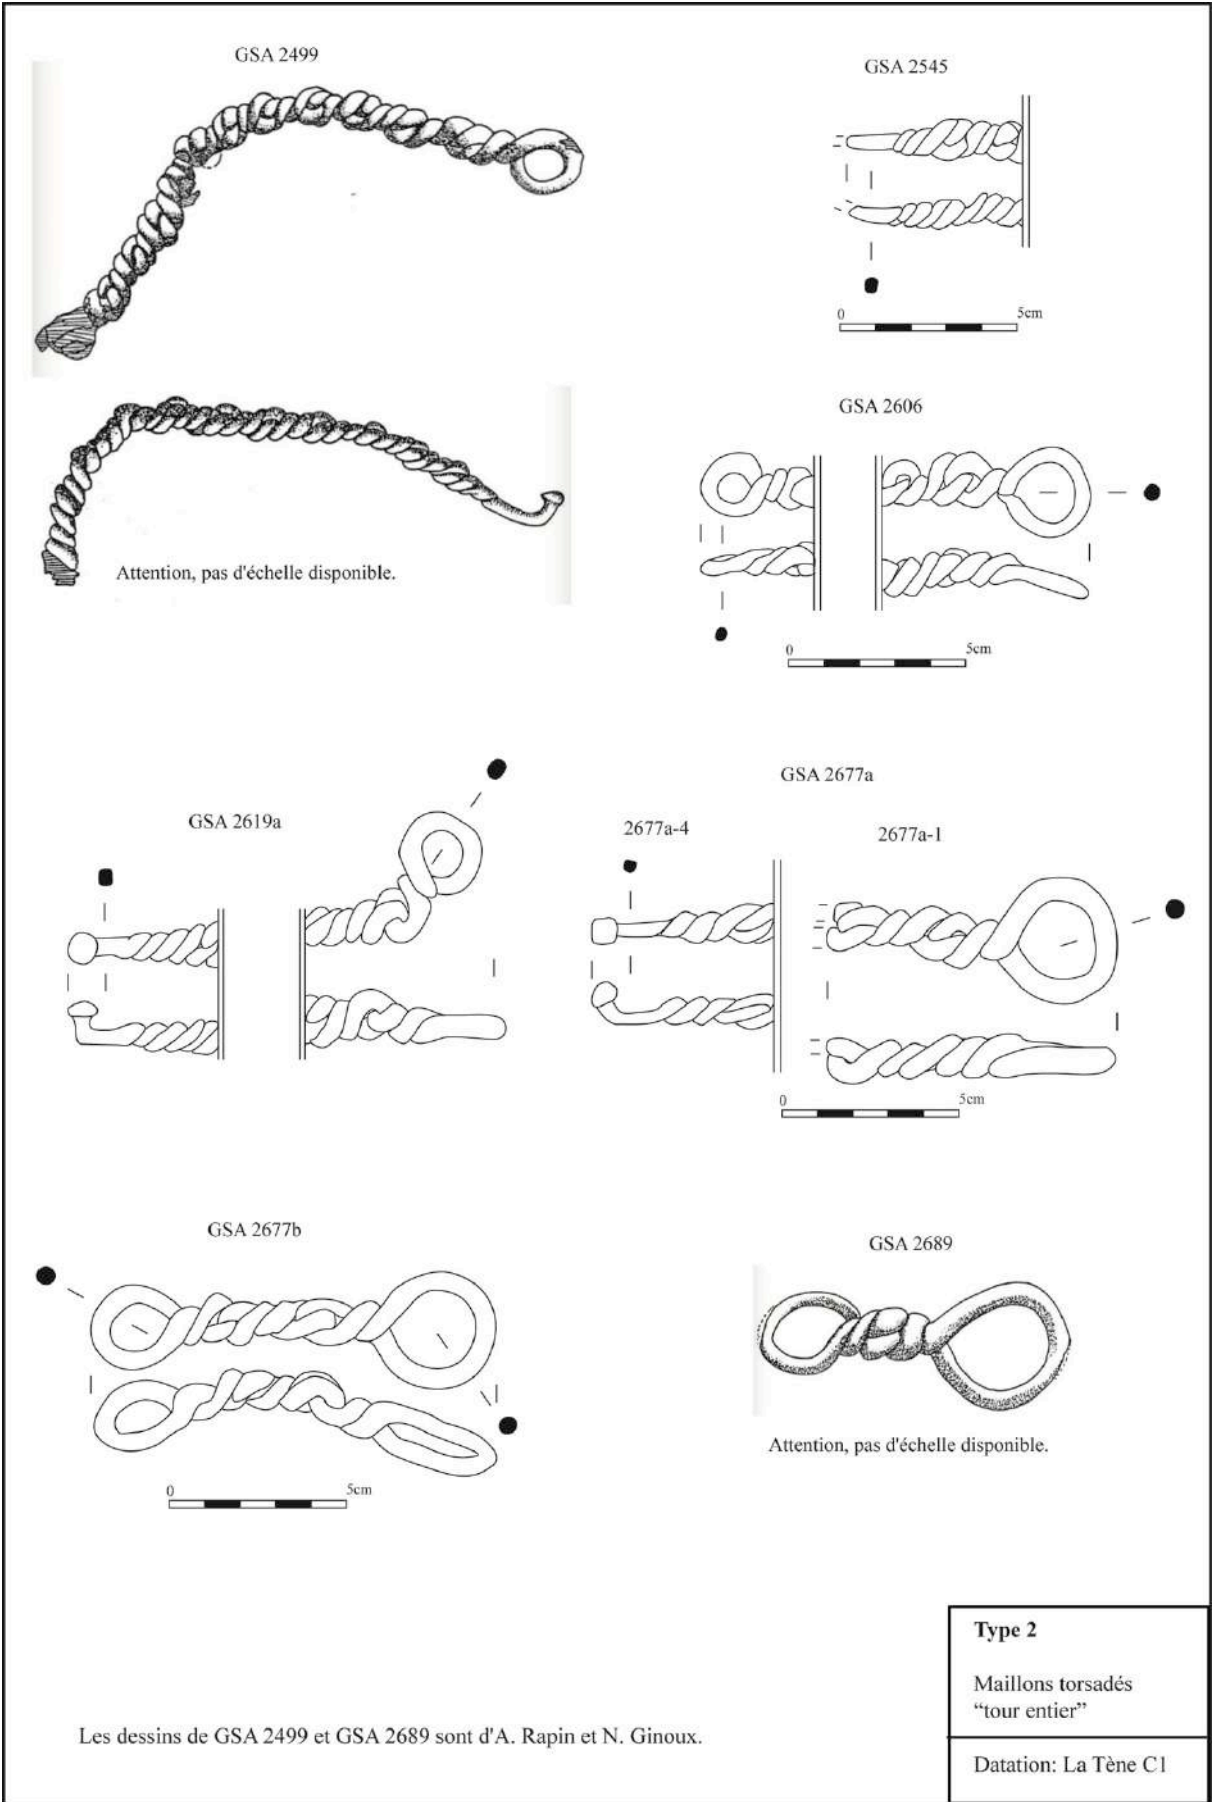 GSA 2499
GSA 2545
0 5cm
GSA 2606
Attention, pas d'échelle disponible.
0 5cm
GSA 2677a
GSA 2619a
2677a-4 2677a-1
0 5cm
GSA 2677b
GSA 2689
Attention, pas d'échelle disponible.
0 5cm
Type 2
Maillons torsadés
“tour entier”
Les dessins de GSA 2499 et GSA 2689 sont d'A. Rapin et N. Ginoux.
Datation: La Tène C1